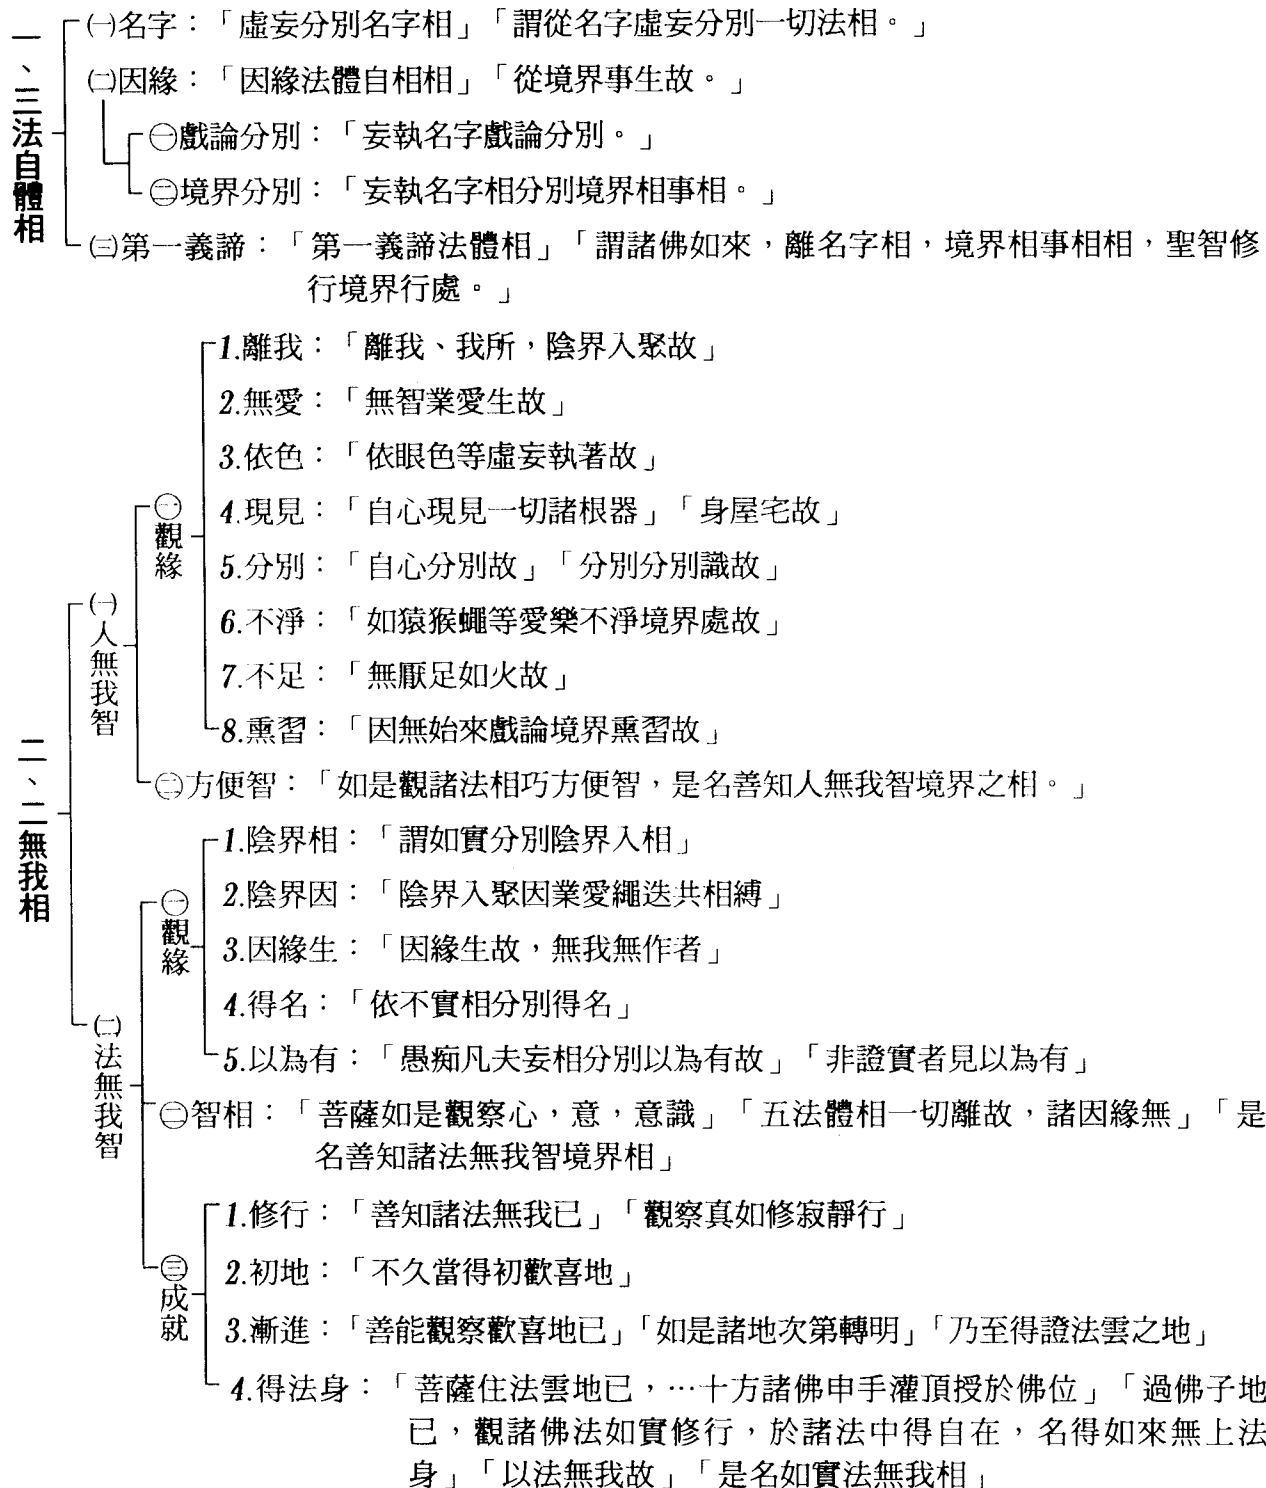 一、三法自體相
㈠名字：「虛妄分別名字相」「謂從名字虛妄分別一切法相。」
㈡因緣：「因緣法體自相相」「從境界事生故。」
㊀戲論分別：「妄執名字戲論分別。」
㊁境界分別：「妄執名字相分別境界相事相。」
㈢第一義諦：「第一義諦法體相」「謂諸佛如來，離名字相，境界相事相相，聖智修
行境界行處。」
二、二無我相
㈠人無我智
㊀觀緣
1.離我：「離我、我所，陰界入聚故」
2.無愛：「無智業愛生故」
3.依色：「依眼色等虛妄執著故」
4.現見：「自心現見一切諸根器」「身屋宅故」
5.分別：「自心分別故」「分別分別識故」
6.不淨：「如猿猴蠅等愛樂不淨境界處故」
7.不足：「無厭足如火故」
8.熏習：「因無始來戲論境界熏習故」
㊁方便智：「如是觀諸法相巧方便智，是名善知人無我智境界之相。」
㈡法無我智
㊀觀緣
1.陰界相：「謂如實分別陰界入相」
2.陰界因：「陰界入聚因業愛繩迭共相縛」
3.因緣生：「因緣生故，無我無作者」
4.得名：「依不實相分別得名」
5.以為有：「愚痴凡夫妄相分別以為有故」「非證實者見以為有」
㊁智相：「菩薩如是觀察心，意，意識」「五法體相一切離故，諸因緣無」「是
名善知諸法無我智境界相」
㊂成就
1.修行：「善知諸法無我已」「觀察真如修寂靜行」
2.初地：「不久當得初歡喜地」
3.漸進：「善能觀察歡喜地已」「如是諸地次第轉明」「乃至得證法雲之地」
4.得法身：「菩薩住法雲地已，…十方諸佛申手灌頂授於佛位」「過佛子地
已，觀諸佛法如實修行，於諸法中得自在，名得如來無上法
身」「以法無我故」「是名如實法無我相」